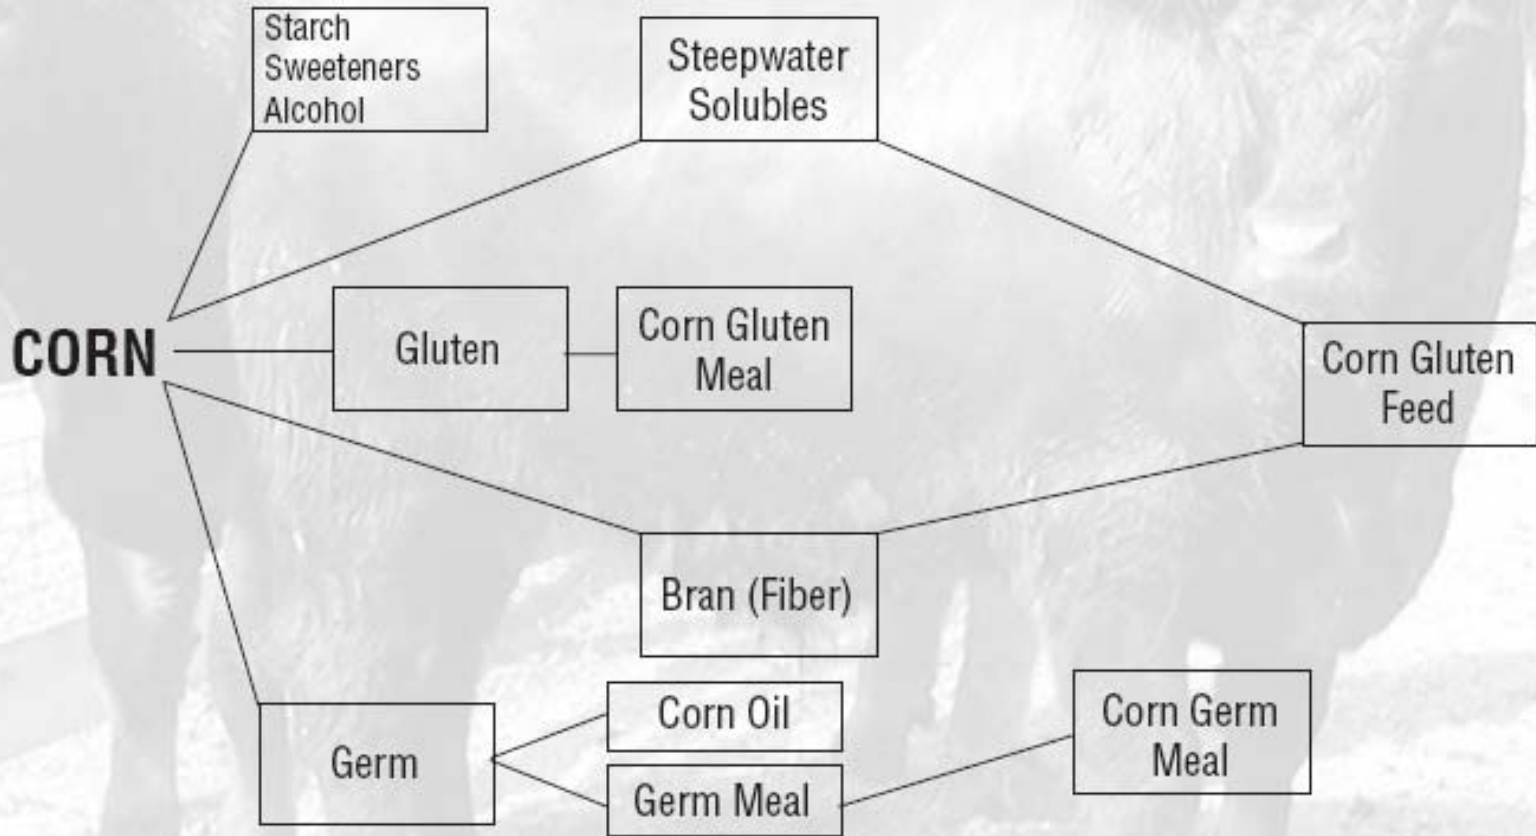 Starch
Sweeteners
Alcohol
Steepwater
Solubles
CORN
Gluten
Corn Gluten
Meal
Corn Gluten
Feed
Bran (Fiber)
Germ
Corn Oil
Germ Meal
Corn Germ
Meal